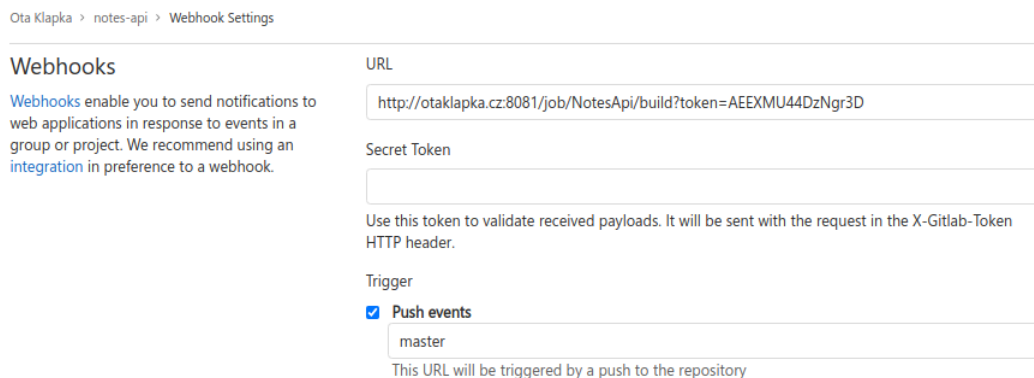 Ota Klapka > notes-api > Webhook Settings
Webhooks
Webhooks enable you to send notifications to
web applications in response to events in a
group or project. We recommend using an
integration in preference to a webhook.
URL
http://otaklapka.cz:8081/job/NotesApi/build?token=AEEXMU44DzNgr3D
Secret Token
Use this token to validate received payloads. It will be sent with the request in the X-Gitlab-Token
HTTP header.
Trigger
Push events
master
This URL will be triggered by a push to the repository